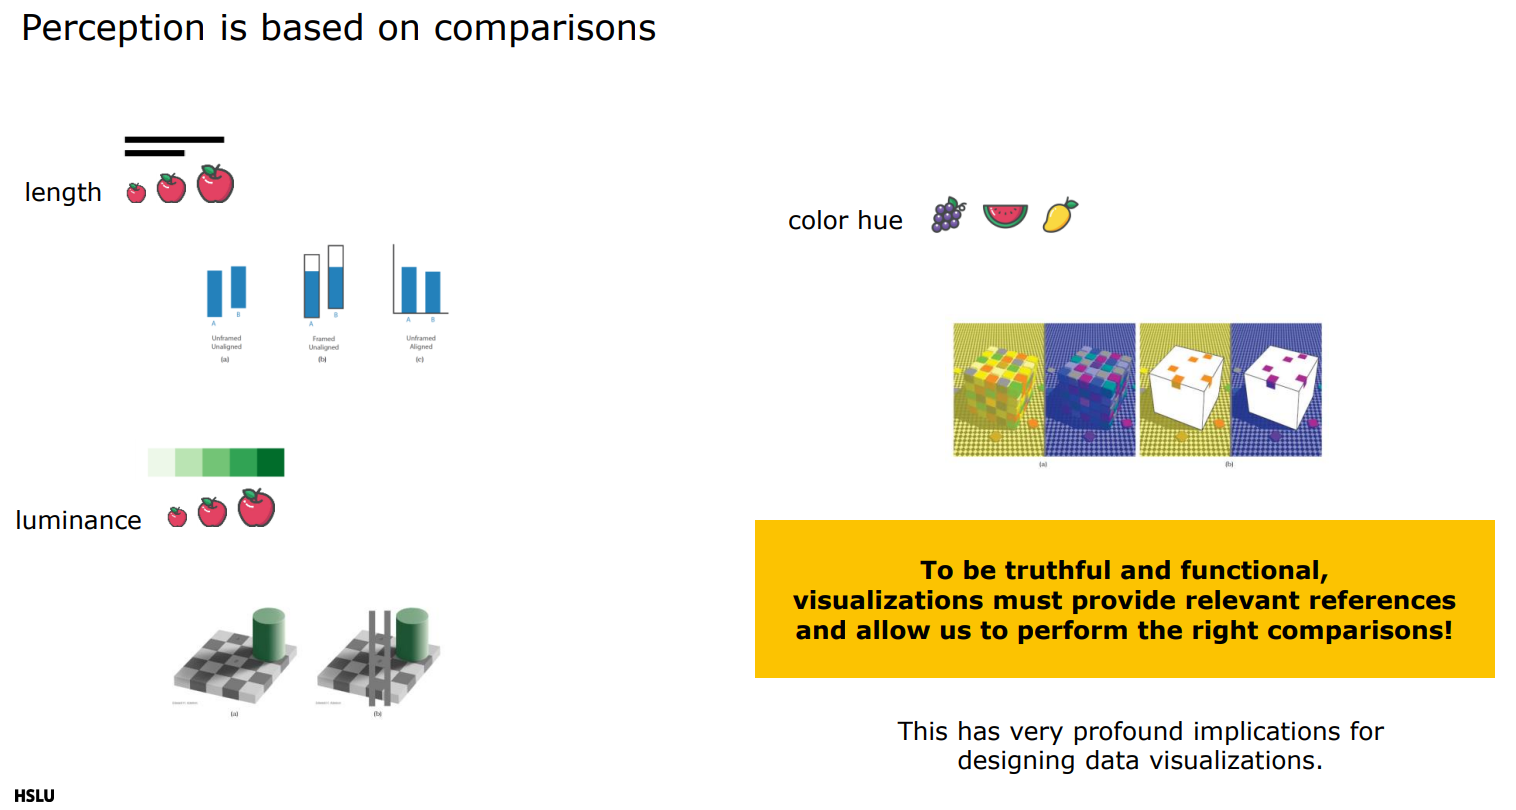 Perception is based on comparisons
length
A
B
Unframed
Unaligned
(a)
A
B
Framed
Unaligned
(b)
A B
Unframed
Aligned
(c)
luminance
(a)
(b)
color hue
(a)
(b)
To be truthful and functional,
visualizations must provide relevant references
and allow us to perform the right comparisons!
This has very profound implications for
designing data visualizations.
HSLU